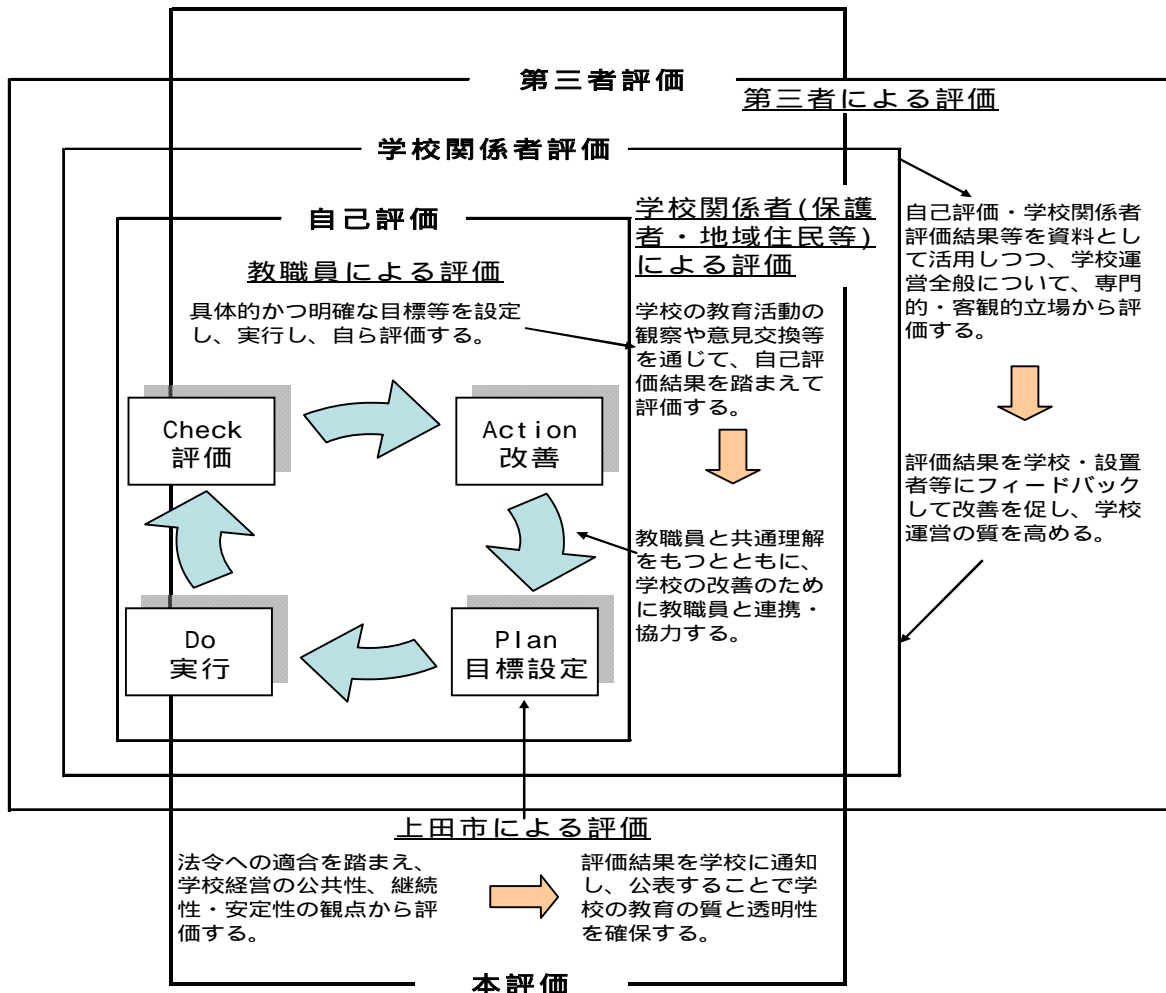 第三者評価
第三者による評価
学校関係者評価
自己評価
教職員による評価
具体的かつ明確な目標等を設定
し、実行し、自ら評価する。
学校関係者(保護
者・地域住民等)
による評価
学校の教育活動の
観察や意見交換等
を通じて、自己評
価結果を踏まえて
評価する。
自己評価・学校関係者
評価結果等を資料とし
て活用しつつ、学校運
営全般について、専門
的・客観的立場から評
価する。
Check
評価
Action
改善
教職員と共通理解
をもつとともに、
学校の改善のため
に教職員と連携・
協力する。
評価結果を学校・設置
者等にフィードバック
して改善を促し、学校
運営の質を高める。
Do
実行
Plan
目標設定
上田市による評価
法令への適合を踏まえ、
学校経営の公共性、継続
性・安定性の観点から評
価する。
評価結果を学校に通知
し、公表することで学
校の教育の質と透明性
を確保する。
本評価